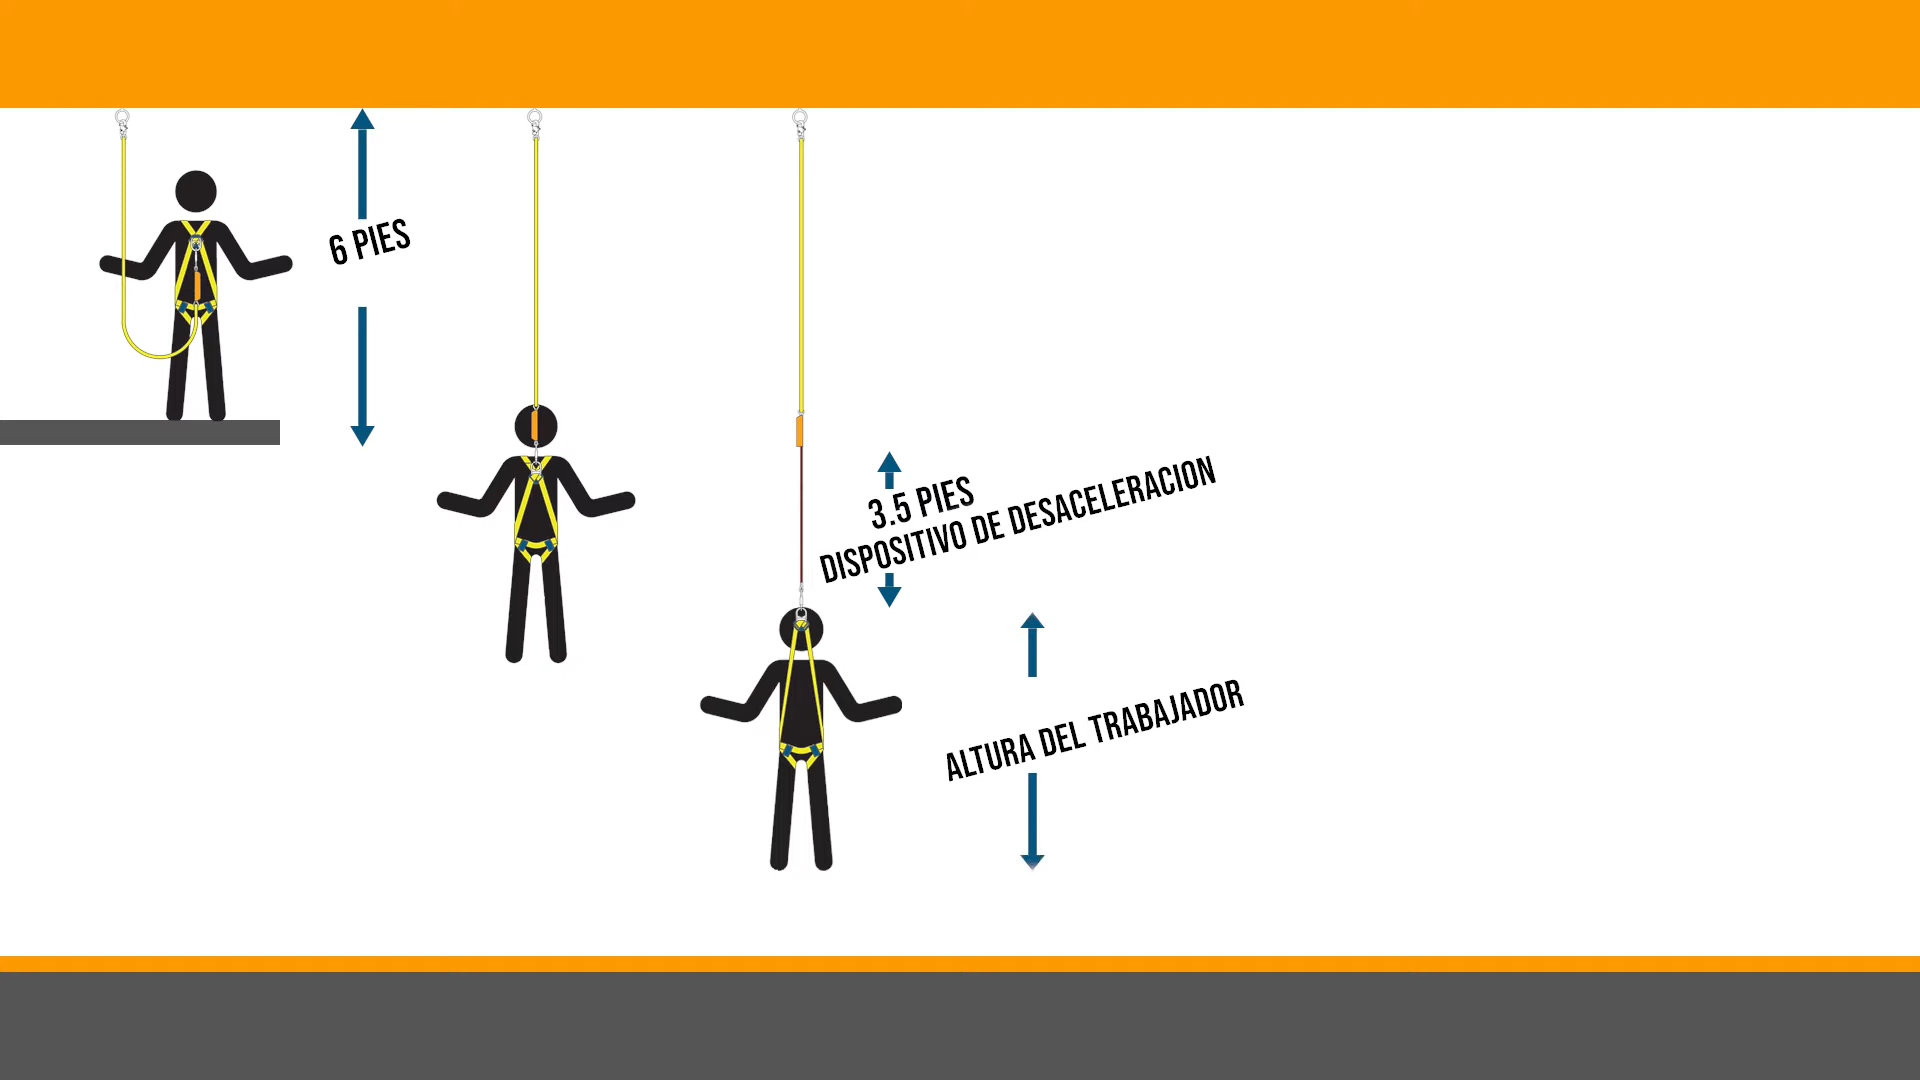 6 PIES
3.5 PIES
DISPOSITIVO DE DESACELERACION
ALTURA DEL TRABAJADOR